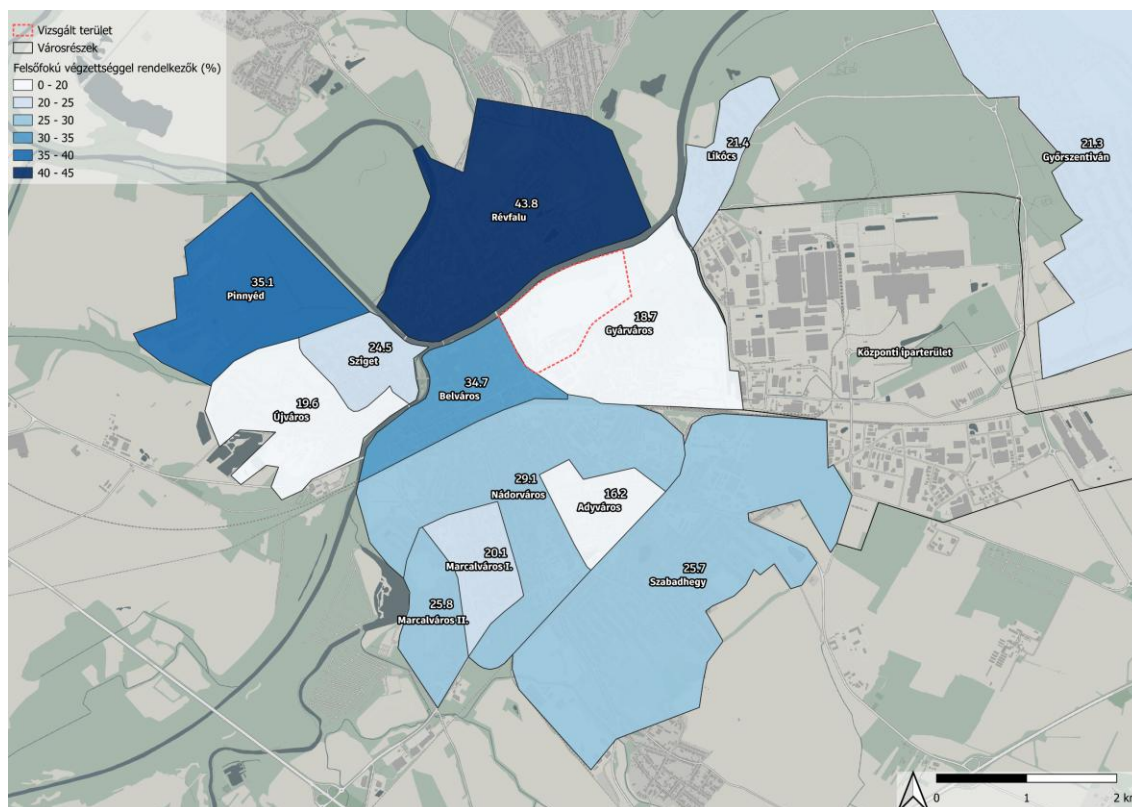 Vizsgált terület
Városrészek
Felsőfokú végzettséggel rendelkezők (%)
0 - 20
20 - 25
25 - 30
30 - 35
35 - 40
40 - 45
21.4
Likócs
21.3
Győrszentiván
43.8
Révfalu
35.1
Pinnyéd
18.7
Gyárváros
24.5
Sziget
Központi iparterület
34.7
Belváros
19.6
Újváros
29.1
Nádorváros
16.2
Adyváros
20.1
Marcalváros I.
25.7
Szabadhegy
25.8
Marcalváros II.
0 1 2 km